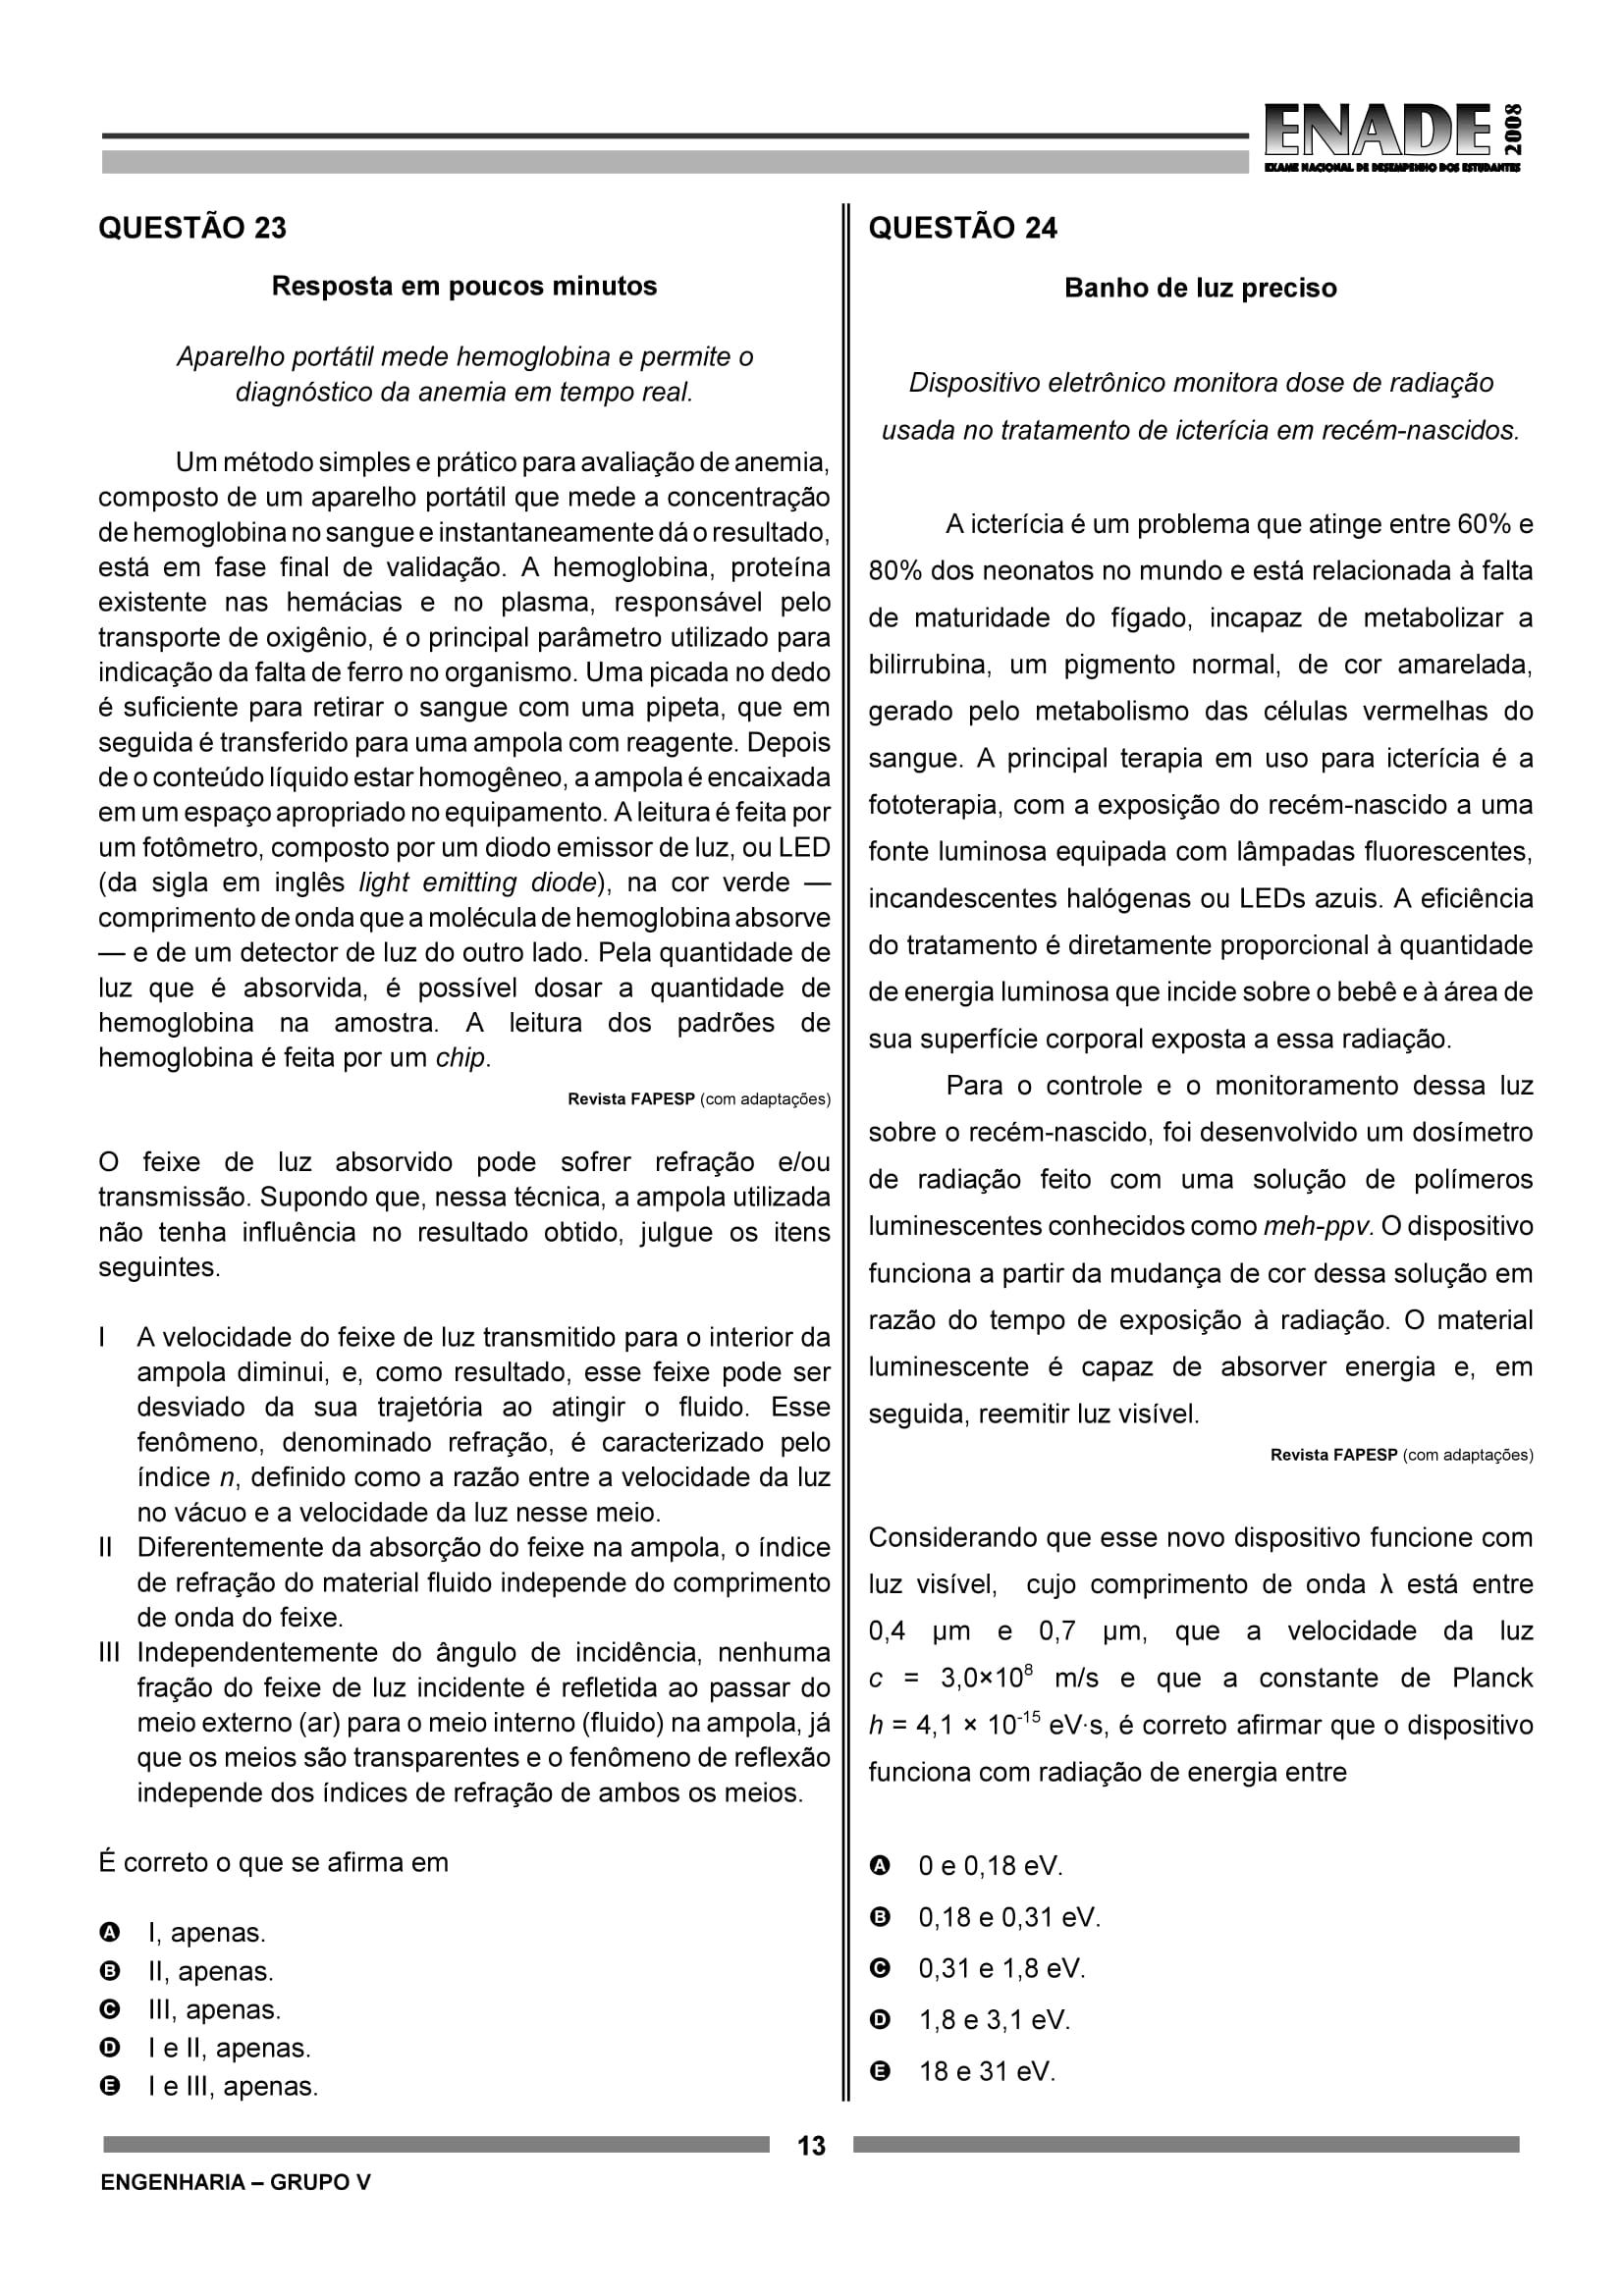 ENADE 2008
EXAME NACIONAL DE DESEMPENHO DOS ESTUDANTES
QUESTÃO 23
Resposta em poucos minutos
Aparelho portátil mede hemoglobina e permite o
diagnóstico da anemia em tempo real.
Um método simples e prático para avaliação de anemia,
composto de um aparelho portátil que mede a concentração
de hemoglobina no sangue e instantaneamente dá o resultado,
está em fase final de validação. A hemoglobina, proteína
existente nas hemácias e no plasma, responsável pelo
transporte de oxigênio, é o principal parâmetro utilizado para
indicação da falta de ferro no organismo. Uma picada no dedo
é suficiente para retirar o sangue com uma pipeta, que em
seguida é transferido para uma ampola com reagente. Depois
de o conteúdo líquido estar homogêneo, a ampola é encaixada
em um espaço apropriado no equipamento. A leitura é feita por
um fotômetro, composto por um diodo emissor de luz, ou LED
(da sigla em inglês light emitting diode), na cor verde —
comprimento de onda que a molécula de hemoglobina absorve
— e de um detector de luz do outro lado. Pela quantidade de
luz que é absorvida, é possível dosar a quantidade de
hemoglobina na amostra. A leitura dos padrões de
hemoglobina é feita por um chip.
Revista FAPESP (com adaptações)
O feixe de luz absorvido pode sofrer refração e/ou
transmissão. Supondo que, nessa técnica, a ampola utilizada
não tenha influência no resultado obtido, julgue os itens
seguintes.
I A velocidade do feixe de luz transmitido para o interior da
ampola diminui, e, como resultado, esse feixe pode ser
desviado da sua trajetória ao atingir o fluido. Esse
fenômeno, denominado refração, é caracterizado pelo
índice n, definido como a razão entre a velocidade da luz
no vácuo e a velocidade da luz nesse meio.
II Diferentemente da absorção do feixe na ampola, o índice
de refração do material fluido independe do comprimento
de onda do feixe.
III Independentemente do ângulo de incidência, nenhuma
fração do feixe de luz incidente é refletida ao passar do
meio externo (ar) para o meio interno (fluido) na ampola, já
que os meios são transparentes e o fenômeno de reflexão
independe dos índices de refração de ambos os meios.
É correto o que se afirma em
A I, apenas.
B II, apenas.
C III, apenas.
D I e II, apenas.
E I e III, apenas.
QUESTÃO 24
Banho de luz preciso
Dispositivo eletrônico monitora dose de radiação
usada no tratamento de icterícia em recém-nascidos.
A icterícia é um problema que atinge entre 60% e
80% dos neonatos no mundo e está relacionada à falta
de maturidade do fígado, incapaz de metabolizar a
bilirrubina, um pigmento normal, de cor amarelada,
gerado pelo metabolismo das células vermelhas do
sangue. A principal terapia em uso para icterícia é a
fototerapia, com a exposição do recém-nascido a uma
fonte luminosa equipada com lâmpadas fluorescentes,
incandescentes halógenas ou LEDs azuis. A eficiência
do tratamento é diretamente proporcional à quantidade
de energia luminosa que incide sobre o bebê e à área de
sua superfície corporal exposta a essa radiação.
Para o controle e o monitoramento dessa luz
sobre o recém-nascido, foi desenvolvido um dosímetro
de radiação feito com uma solução de polímeros
luminescentes conhecidos como meh-ppv. O dispositivo
funciona a partir da mudança de cor dessa solução em
razão do tempo de exposição à radiação. O material
luminescente é capaz de absorver energia e, em
seguida, reemitir luz visível.
Revista FAPESP (com adaptações)
Considerando que esse novo dispositivo funcione com
luz visível, cujo comprimento de onda λ está entre
0,4 µm e 0,7 µm, que a velocidade da luz
c = 3,0×10⁸ m/s e que a constante de Planck
h = 4,1 × 10⁻¹⁵ eV·s, é correto afirmar que o dispositivo
funciona com radiação de energia entre
A 0 e 0,18 eV.
B 0,18 e 0,31 eV.
C 0,31 e 1,8 eV.
D 1,8 e 3,1 eV.
E 18 e 31 eV.
13
ENGENHARIA – GRUPO V